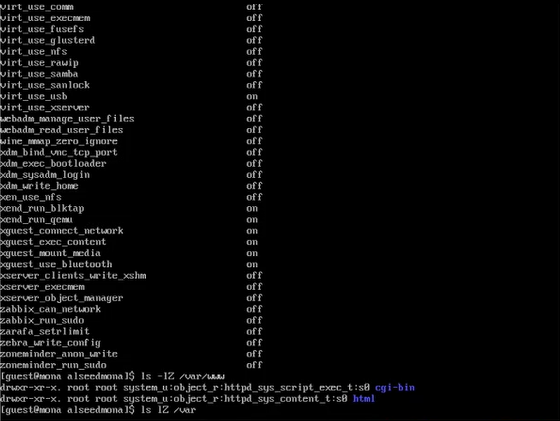 virt_use_comm off
virt_use_execmem off
virt_use_fusefs off
virt_use_glusterd off
virt_use_nfs off
virt_use_rawip off
virt_use_samba off
virt_use_sanlock off
virt_use_usb on
virt_use_xserver off
webadm_manage_user_files off
webadm_read_user_files off
wine_mmap_zero_ignore off
xdm_bind_vnc_tcp_port off
xdm_exec_bootloader off
xdm_sysadm_login off
xdm_write_home off
xen_use_nfs off
xend_run_blktap on
xend_run_qemu on
xguest_connect_network on
xguest_exec_content on
xguest_mount_media on
xguest_use_bluetooth on
xserver_clients_write_xshm off
xserver_execmem off
xserver_object_manager off
zabbix_can_network off
zabbix_run_sudo off
zarafa_setrlimit off
zebra_write_config off
zoneminder_anon_write off
zoneminder_run_sudo off
[guest@mona alseedmona]$ ls -lZ /var/www
drwxr-xr-x. root root system_u:object_r:httpd_sys_script_exec_t:s0 cgi-bin
drwxr-xr-x. root root system_u:object_r:httpd_sys_content_t:s0 html
[guest@mona alseedmona]$ ls lZ /var